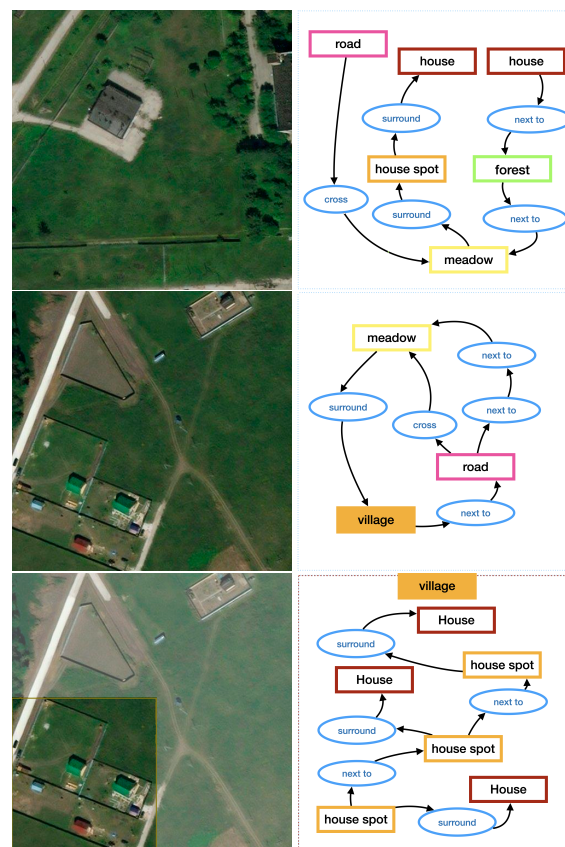 road
house
house
surround
next to
house spot
forest
cross
surround
next to
meadow
meadow
next to
surround
cross
next to
road
village
next to
village
House
surround
house spot
House
next to
surround
house spot
next to
House
house spot
surround